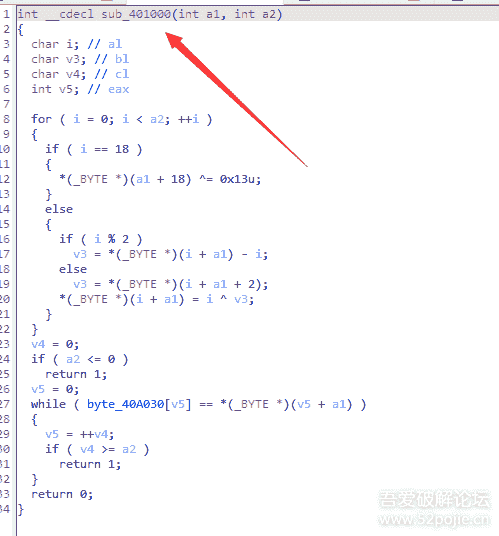 1 int __cdecl sub_401000(int a1, int a2)
2 {
3 char i; // al
4 char v3; // bl
5 char v4; // cl
6 int v5; // eax
7
8 for ( i = 0; i < a2; ++i )
9 {
10 if ( i == 18 )
11 {
12 *(_BYTE *)(a1 + 18) ^= 0x13u;
13 }
14 else
15 {
16 if ( i % 2 )
17 v3 = *(_BYTE *)(i + a1) - i;
18 else
19 v3 = *(_BYTE *)(i + a1 + 2);
20 *(_BYTE *)(i + a1) = i ^ v3;
21 }
22 }
23 v4 = 0;
24 if ( a2 <= 0 )
25 return 1;
26 v5 = 0;
27 while ( byte_40A030[v5] == *(_BYTE *)(v5 + a1) )
28 {
29 v5 = ++v4;
30 if ( v4 >= a2 )
31 return 1;
32 }
33 return 0;
34 }
吾爱破解论坛
www.52pojie.cn